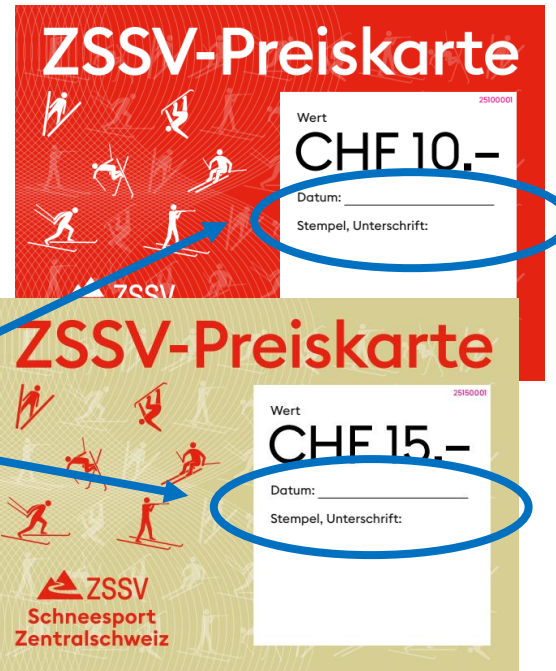 ZSSV-Preiskarte
25100001
Wert
CHF 10.–
Datum:
Stempel, Unterschrift:
ZSSV
ZSSV-Preiskarte
25150001
Wert
CHF 15.–
Datum:
Stempel, Unterschrift:
ZSSV
Schneesport
Zentralschweiz